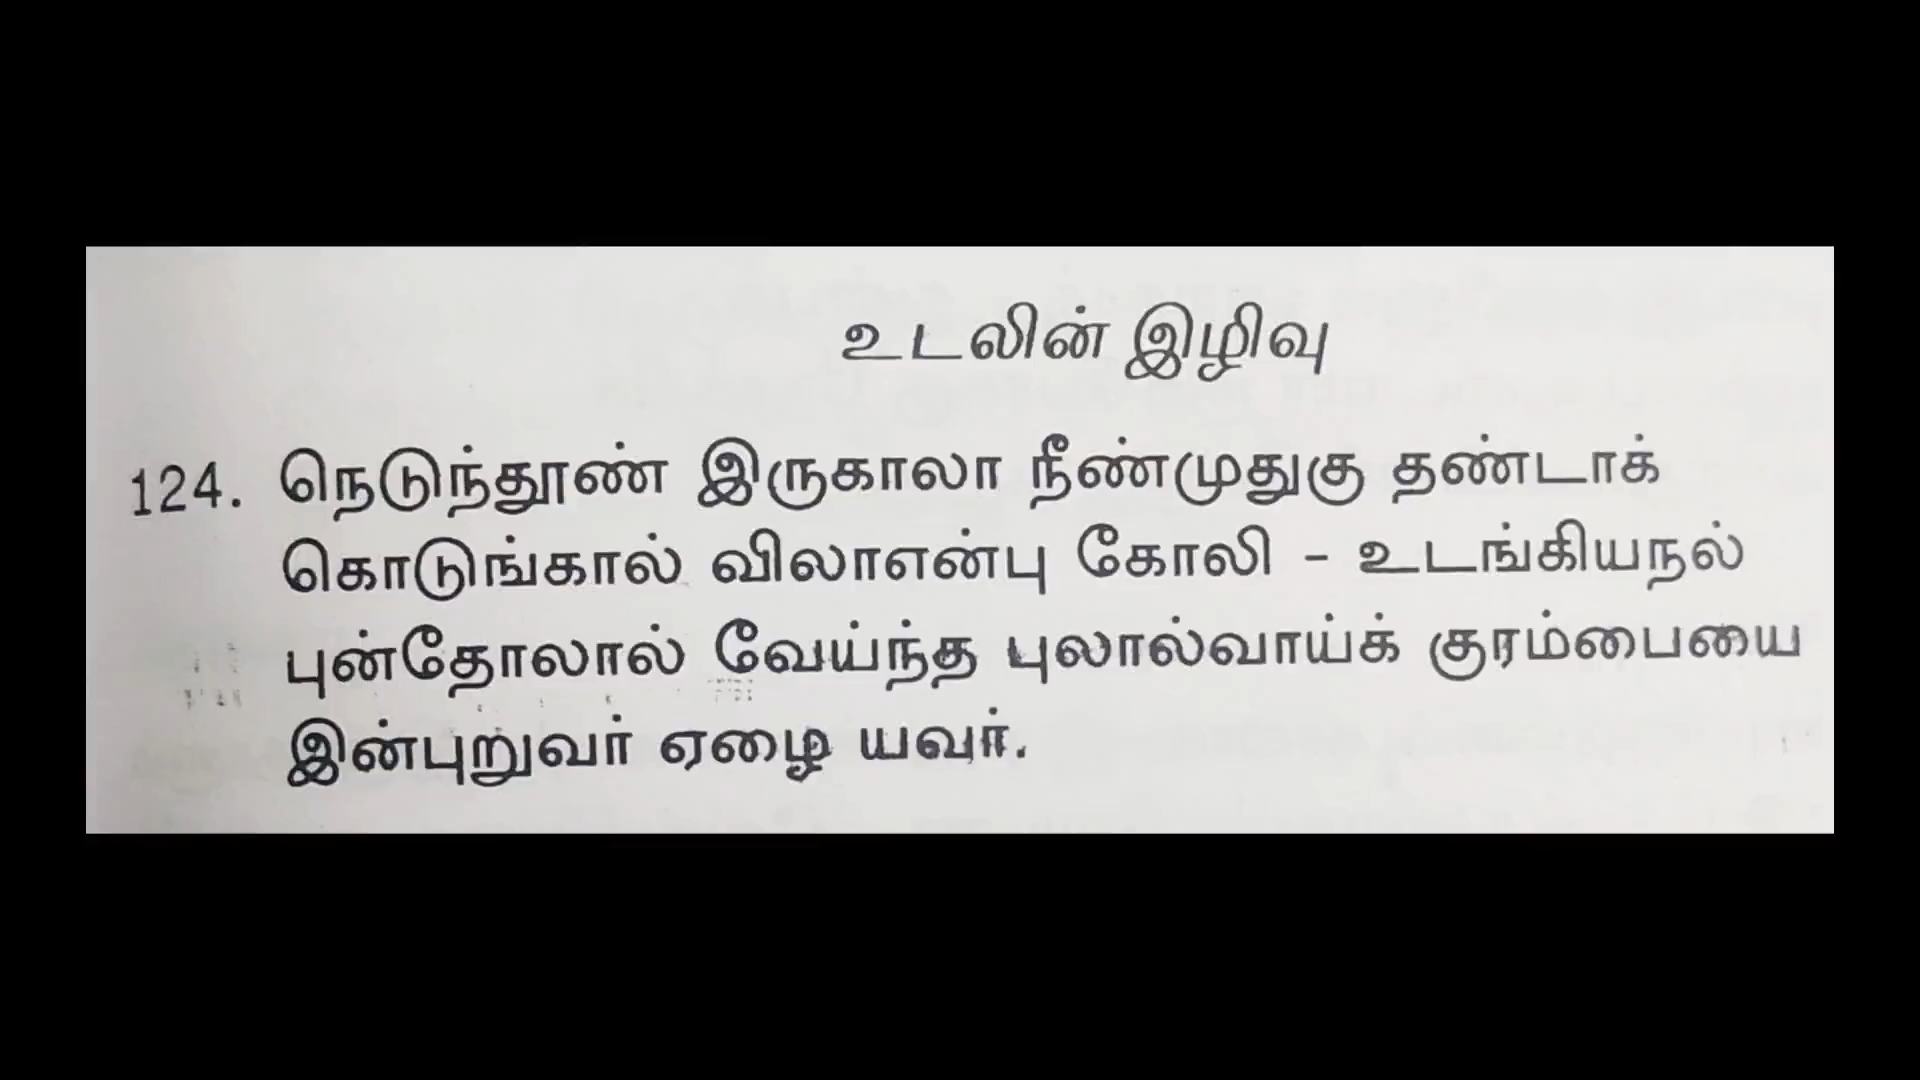 உடலின் இழிவு
124. நெடுந்தூண் இருகாலா நீண்முதுகு தண்டாக்
கொடுங்கால் விலாஎன்பு கோலி - உடங்கியநல்
புன்தோலால் வேய்ந்த புலால்வாய்க் குரம்பையை
இன்புறுவர் ஏழை யவர்.